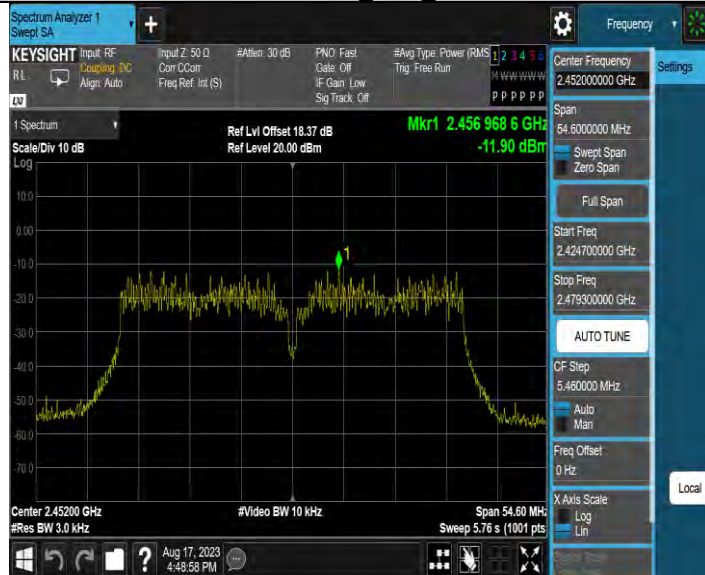 Spectrum Analyzer 1
Swept SA
Frequency
KEYSIGHT
RL
LXI
Input: RF
Coupling: DC
Align: Auto
Input Z: 50 Ω
Corr CCorr
Freq Ref: Int (S)
#Atten: 30 dB
PNO: Fast
Gate: Off
IF Gain: Low
Sig Track: Off
#Avg Type: Power (RMS
Trig: Free Run
1 2 3 4 5 6
M W W W W W
P P P P P P
Center Frequency
2.452000000 GHz
Settings
Span
54.6000000 MHz
Swept Span
Zero Span
Full Span
Start Freq
2.424700000 GHz
Stop Freq
2.479300000 GHz
AUTO TUNE
CF Step
5.460000 MHz
Auto
Man
Freq Offset
0 Hz
X Axis Scale
Log
Lin
Local
1 Spectrum
Scale/Div 10 dB
Log
Ref Lvl Offset 18.37 dB
Ref Level 20.00 dBm
Mkr1 2.456 968 6 GHz
-11.90 dBm
10.0
0.00
-10.0
-20.0
-30.0
-40.0
-50.0
-60.0
-70.0
1
Center 2.45200 GHz
#Res BW 3.0 kHz
#Video BW 10 kHz
Span 54.60 MHz
Sweep 5.76 s (1001 pts
?
Aug 17, 2023
4:48:58 PM